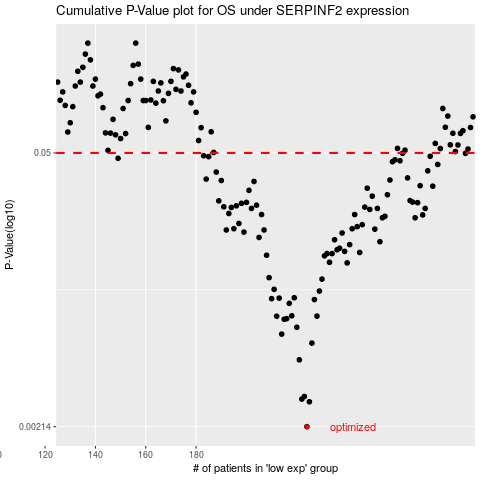 Cumulative P-Value plot for OS under SERPINF2 expression
P-Value(log10)
0.05
0.00214
optimized
0
120
140
160
180
# of patients in 'low exp' group